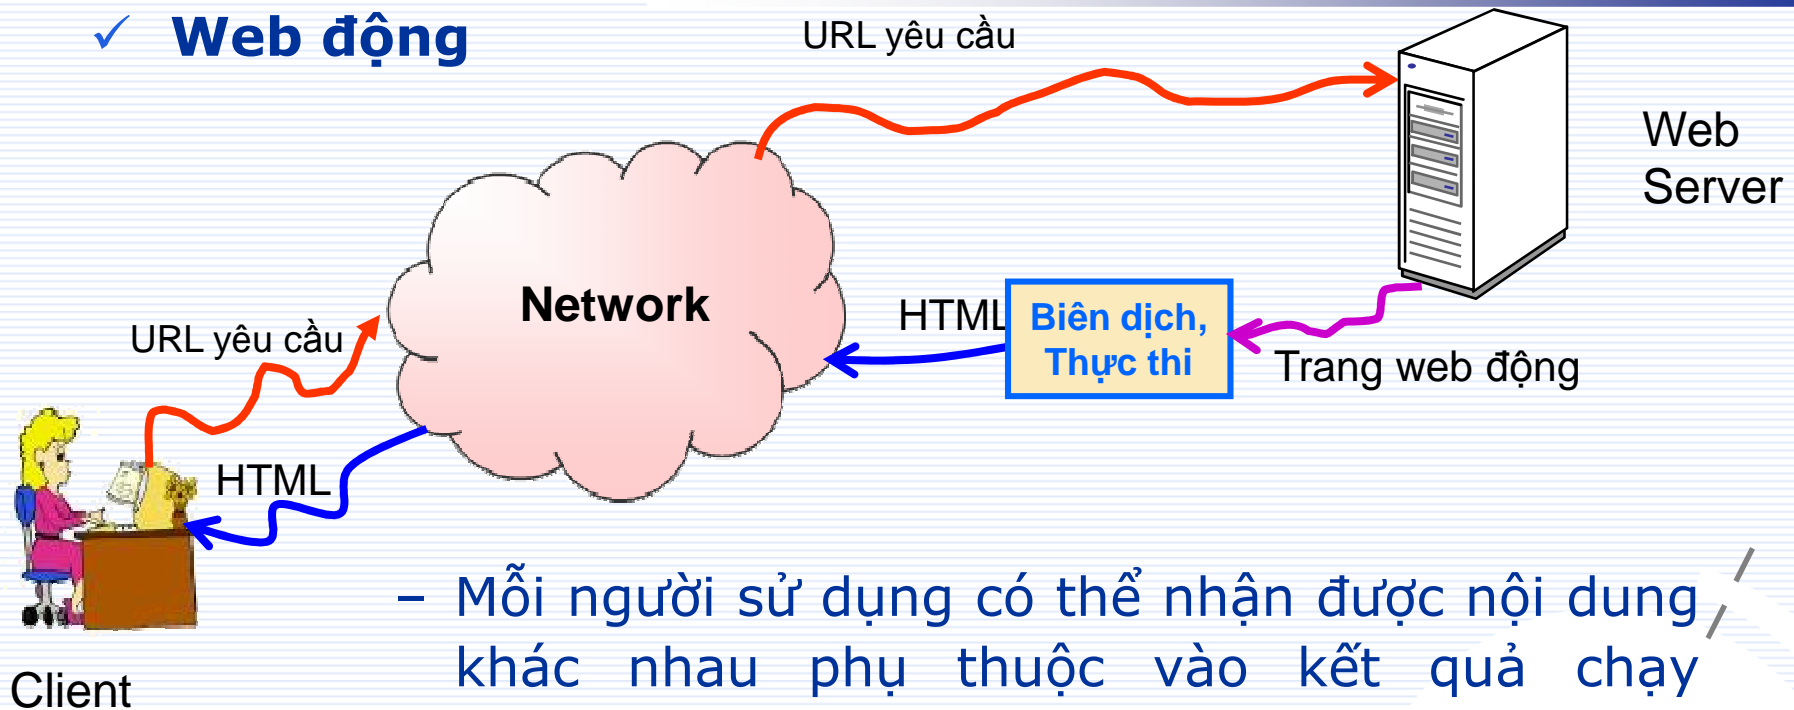 ✓ Web động
URL yêu cầu
Web
Server
Network
HTML
Biên dịch,
Thực thi
Trang web động
URL yêu cầu
HTML
Client
– Mỗi người sử dụng có thể nhận được nội dung
khác nhau phụ thuộc vào kết quả chạy